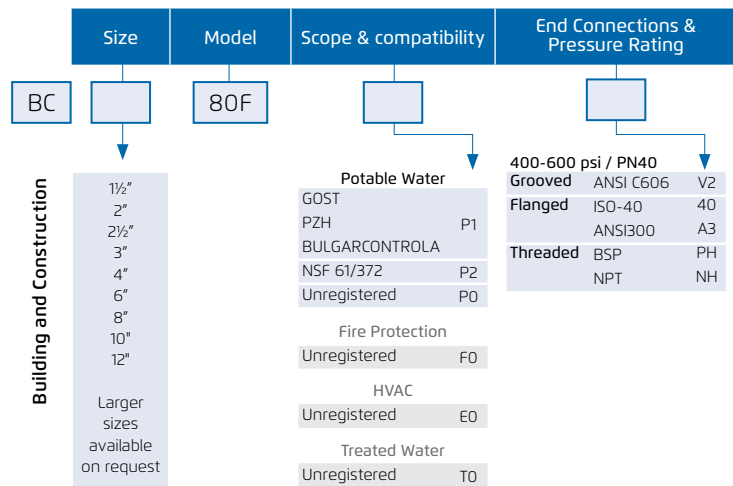 Size
Model
Scope & compatibility
End Connections &
Pressure Rating
BC
80F
Building and Construction
1½"
2"
2½"
3"
4"
6"
8"
10"
12"
Larger
sizes
available
on request
Potable Water
GOST
PZH P1
BULGARCONTROLA
NSF 61/372 P2
Unregistered P0
Fire Protection
Unregistered F0
HVAC
Unregistered E0
Treated Water
Unregistered T0
400-600 psi / PN40
Grooved ANSI C606 V2
Flanged ISO-40 40
ANSI300 A3
Threaded BSP PH
NPT NH